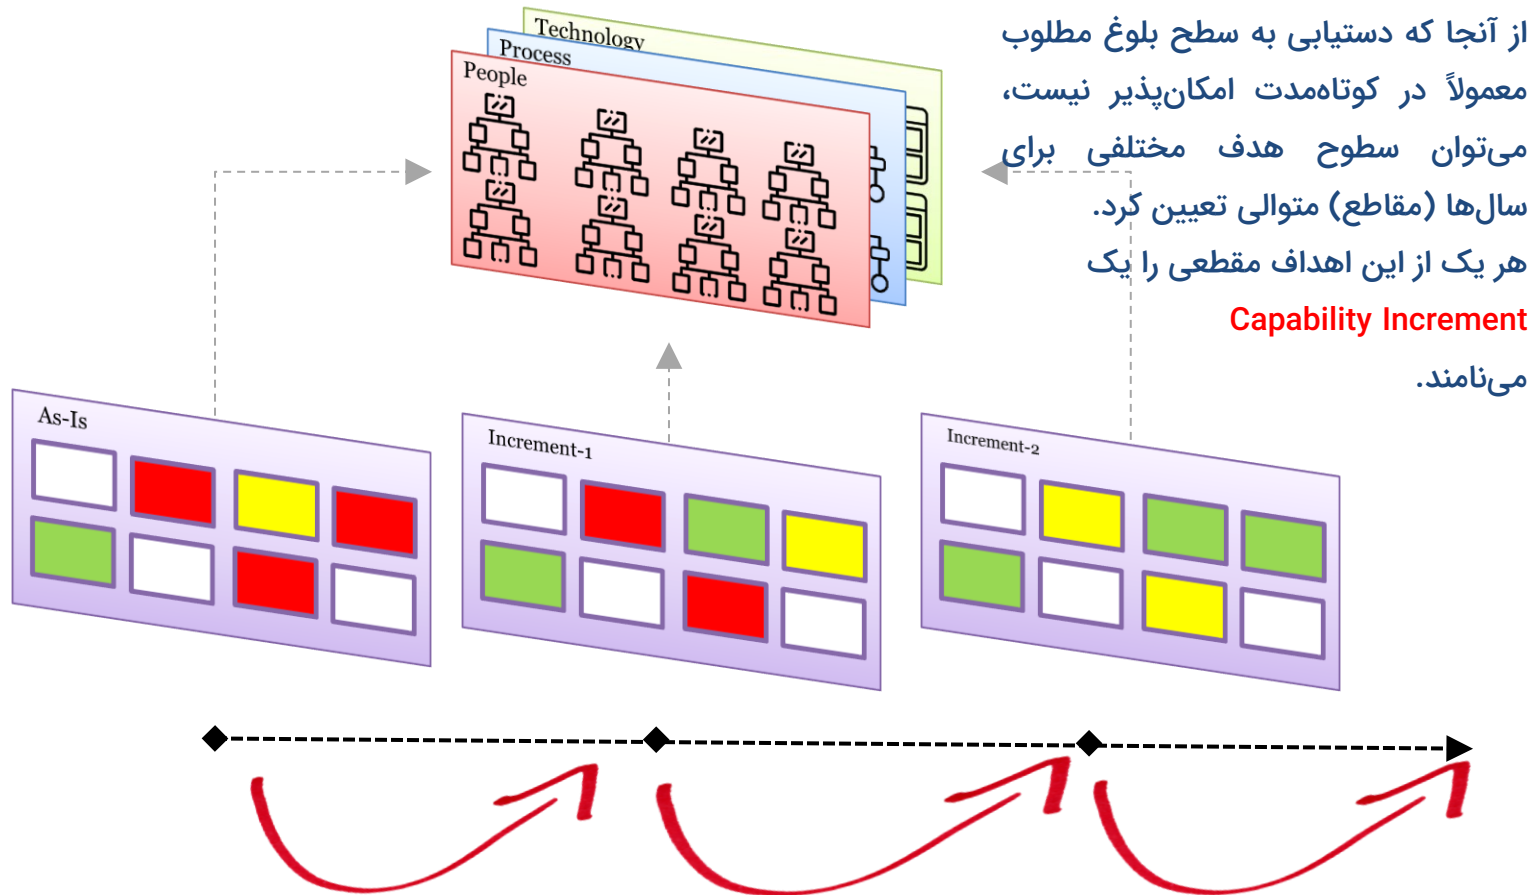 Technology
Process
People
از آنجا که دستیابی به سطح بلوغ مطلوب
معمولاً در کوتاه‌مدت امکان‌پذیر نیست،
می‌توان سطوح هدف مختلفی برای
سال‌ها (مقاطع) متوالی تعیین کرد.
هر یک از این اهداف مقطعی را یک
Capability Increment
می‌نامند.
As-Is
Increment-1
Increment-2